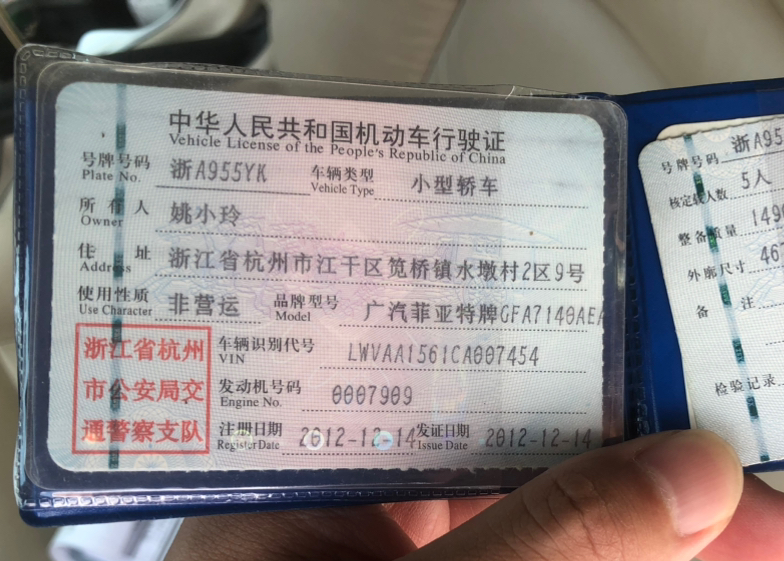 中华人民共和国机动车行驶证
Vehicle License of the People's Republic of China
号牌号码 浙A955YK 车辆类型 小型轿车
Plate No. Vehicle Type
所有人 姚小玲
Owner
住址 浙江省杭州市江干区笕桥镇水墩村2区9号
Address
使用性质 非营运 品牌型号 广汽菲亚特牌GFA7140AEA
Use Character Model
浙江省杭州
市公安局交
通警察支队
车辆识别代号 LWVAA1561CA007454
VIN
发动机号码 0007909
Engine No.
注册日期 2012-12-14 发证日期 2012-12-14
Register Date Issue Date
号牌号码 浙A95
核定载人数 5人
整备质量 149
外廓尺寸 46
备注
检验记录